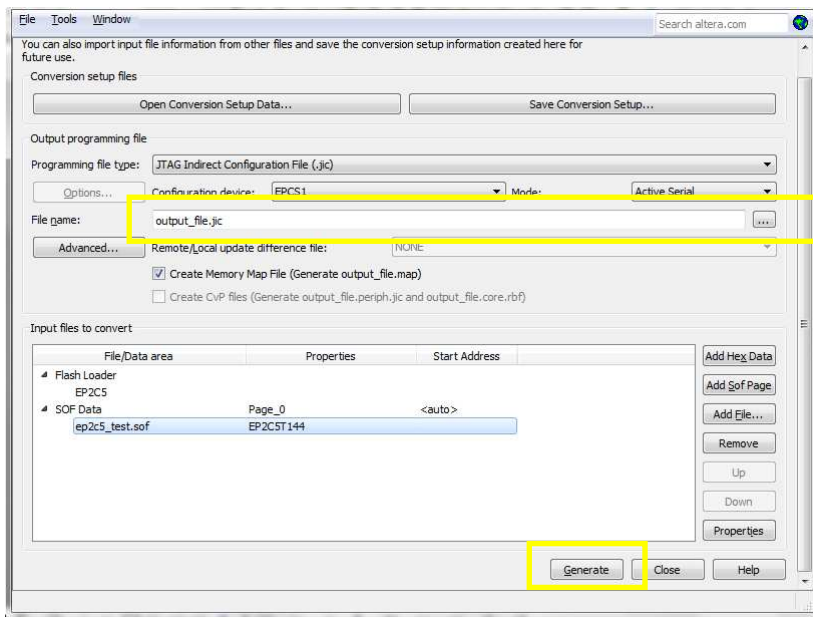 File Tools Window Search altera.com
You can also import input file information from other files and save the conversion setup information created here for
future use.
Conversion setup files
Open Conversion Setup Data... Save Conversion Setup...
Output programming file
Programming file type: JTAG Indirect Configuration File (.jic)
Options... Configuration device: EPCS1 Mode: Active Serial
File name: output_file.jic ...
Advanced... Remote/Local update difference file: NONE
Create Memory Map File (Generate output_file.map)
Create CvP files (Generate output_file.periph.jic and output_file.core.rbf)
Input files to convert
File/Data area Properties Start Address
Add Hex Data
Flash Loader
EP2C5
Add Sof Page
SOF Data Page_0 <auto>
Add File...
ep2c5_test.sof EP2C5T144
Remove
Up
Down
Properties
Generate Close Help